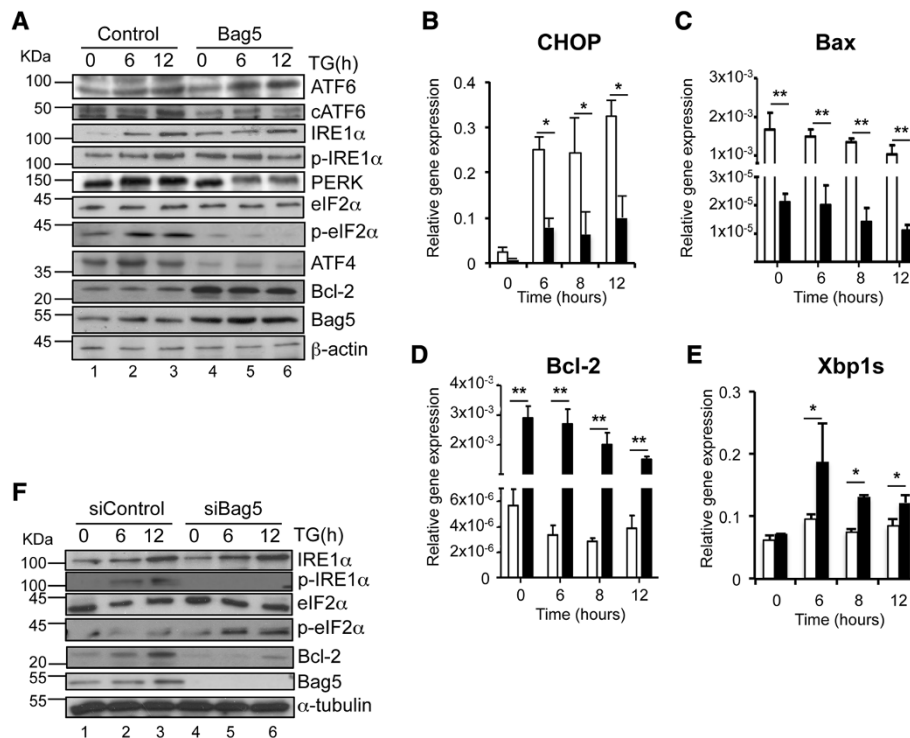 A
Control Bag5
KDa 0 6 12 0 6 12 TG(h)
100 ATF6
50 cATF6
100 IRE1α
100 p-IRE1α
150 PERK
45 eIF2α
45 p-eIF2α
35 ATF4
20 Bcl-2
55 Bag5
45 β-actin
1 2 3 4 5 6
B
CHOP
Relative gene expression
0.4
0.3
0.2
0.1
0
* * *
0 6 8 12
Time (hours)
C
Bax
Relative gene expression
3x10-3
1x10-3
3x10-5
2x10-5
1x10-5
** ** ** **
0 6 8 12
Time (hours)
D
Bcl-2
Relative gene expression
4x10-3
3x10-3
2x10-3
6x10-6
4x10-6
2x10-6
0
** ** ** **
0 6 8 12
Time (hours)
E
Xbp1s
Relative gene expression
0.3
0.2
0.1
0
* * *
0 6 8 12
Time (hours)
F
siControl siBag5
KDa 0 6 12 0 6 12 TG(h)
100 IRE1α
100 p-IRE1α
45 eIF2α
45 p-eIF2α
20 Bcl-2
55 Bag5
55 α-tubulin
1 2 3 4 5 6